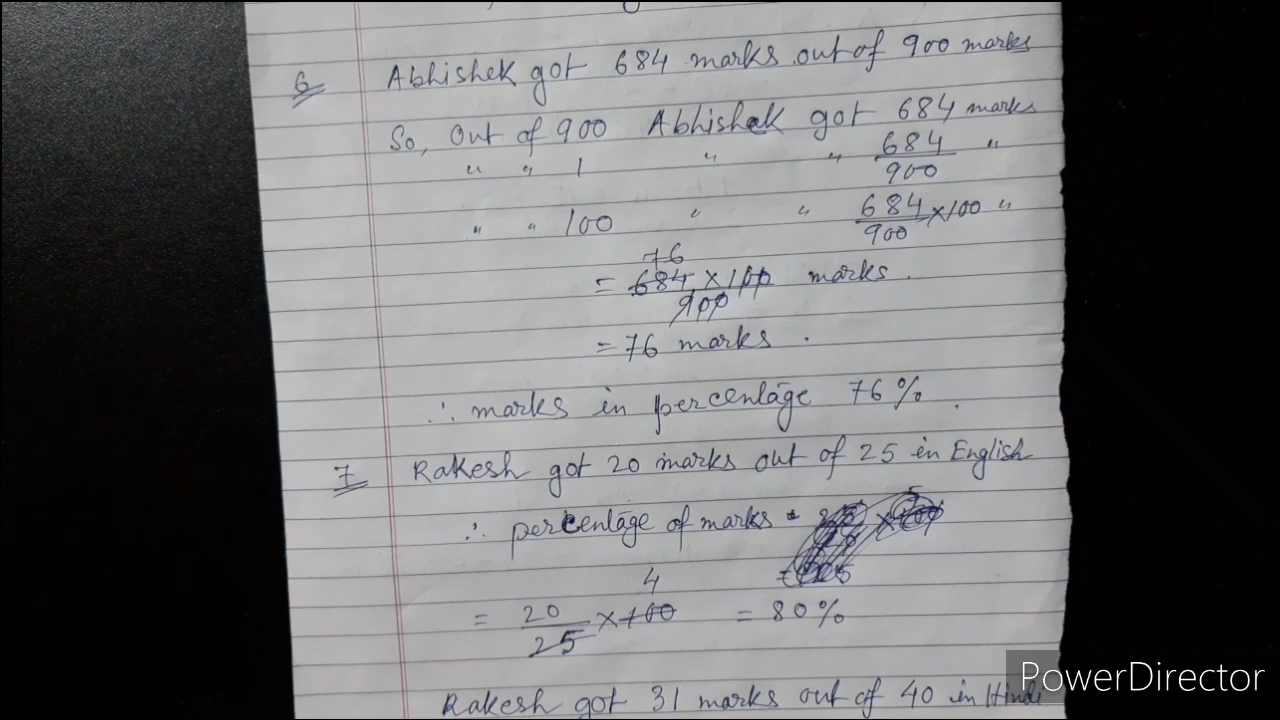 6 Abhishek got 684 marks out of 900 marks
So, Out of 900 Abhishek got 684 marks
" " 1 " " 684/900 "
" " 100 " " 684/900 × 100 "
76
= 684 × 100 / 900 marks.
= 76 marks.
∴ marks in percentage 76%.
7 Rakesh got 20 marks out of 25 in English
∴ percentage of marks
4
= 20/25 × 100 = 80%
Rakesh got 31 marks out of 40 in Hindi
PowerDirector